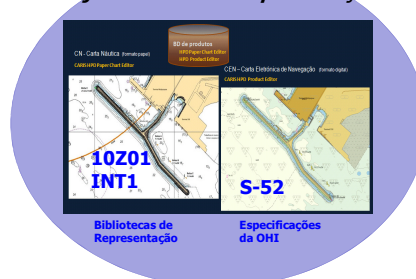 BD de produtos
HPD Paper Chart Editor
HPD Product Editor
CN - Carta Náutica (formato papel)
CARIS HPD Paper Chart Editor
CEN – Carta Eletrônica de Navegação (formato digital)
CARIS HPD Product Editor
10Z01
INT1
S-52
Bibliotecas de
Representação
Especificações
da OHI